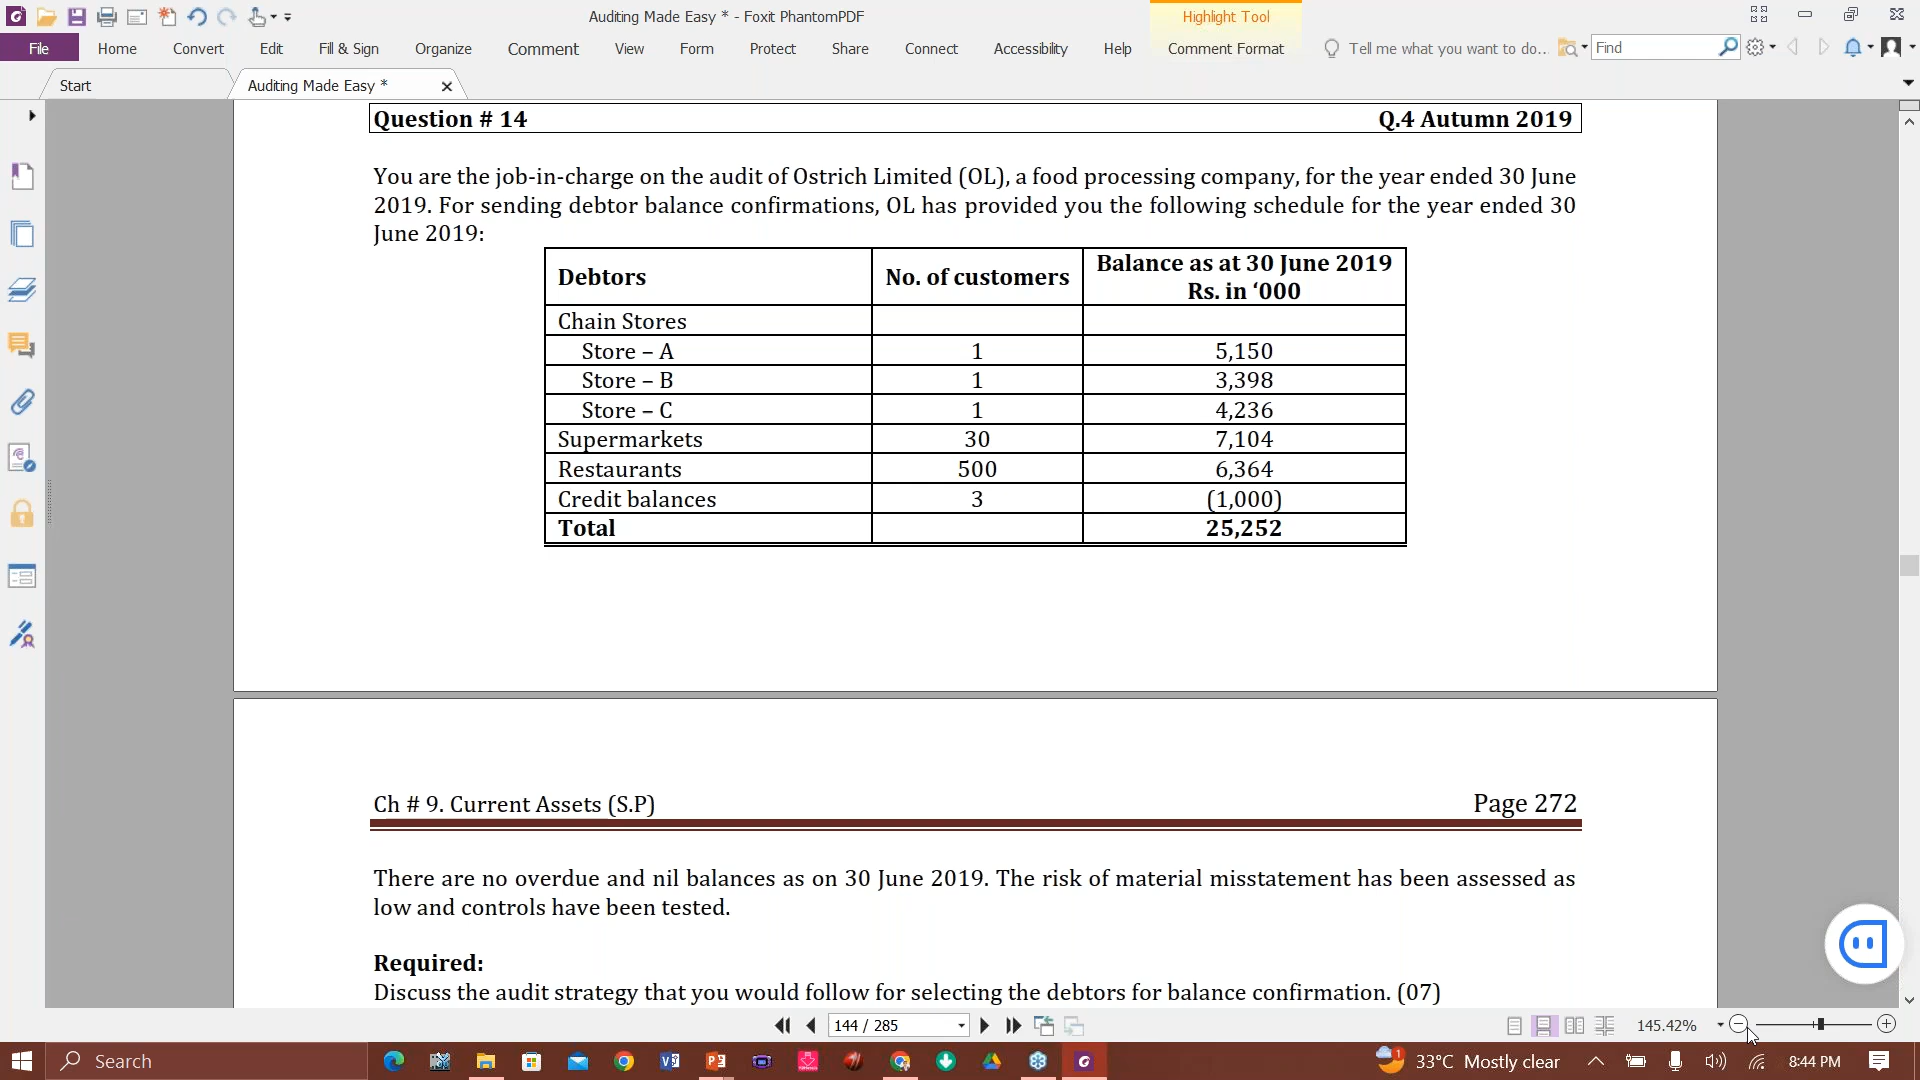 Auditing Made Easy * - Foxit PhantomPDF
Highlight Tool
File Home Convert Edit Fill & Sign Organize Comment View Form Protect Share Connect Accessibility Help Comment Format Tell me what you want to do... Find
Start Auditing Made Easy *
Question # 14 Q.4 Autumn 2019
You are the job-in-charge on the audit of Ostrich Limited (OL), a food processing company, for the year ended 30 June
2019. For sending debtor balance confirmations, OL has provided you the following schedule for the year ended 30
June 2019:
Debtors No. of customers Balance as at 30 June 2019
Rs. in ‘000
Chain Stores
Store – A 1 5,150
Store – B 1 3,398
Store – C 1 4,236
Supermarkets 30 7,104
Restaurants 500 6,364
Credit balances 3 (1,000)
Total 25,252
Ch # 9. Current Assets (S.P) Page 272
There are no overdue and nil balances as on 30 June 2019. The risk of material misstatement has been assessed as
low and controls have been tested.
Required:
Discuss the audit strategy that you would follow for selecting the debtors for balance confirmation. (07)
144 / 285 145.42%
Search 33°C Mostly clear 8:44 PM